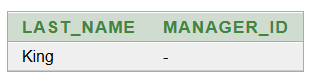 LAST_NAME MANAGER_ID
King -